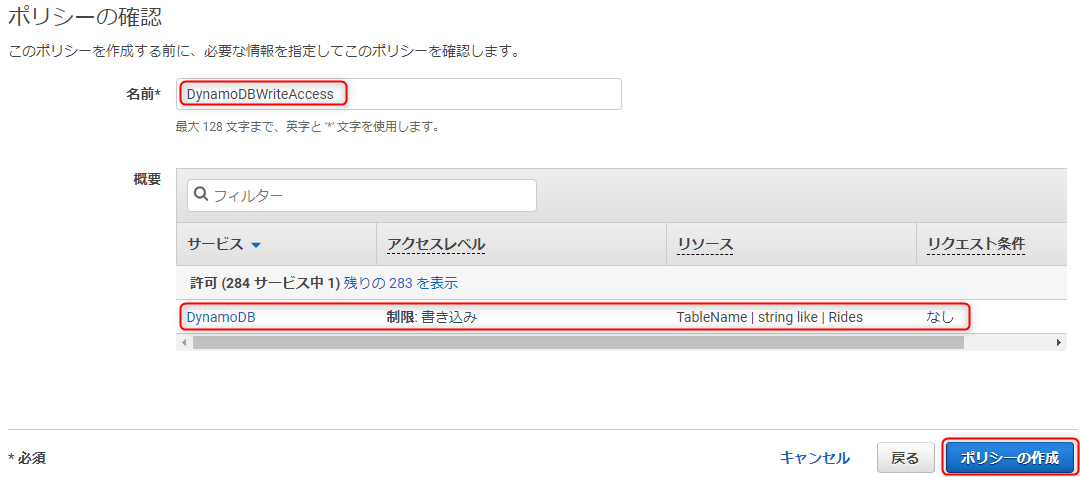 ポリシーの確認
このポリシーを作成する前に、必要な情報を指定してこのポリシーを確認します。
名前* DynamoDBWriteAccess
最大 128 文字まで、英字と '*' 文字を使用します。
概要
フィルター
サービス アクセスレベル リソース リクエスト条件
許可 (284 サービス中 1) 残りの 283 を表示
DynamoDB 制限: 書き込み TableName | string like | Rides なし
* 必須 キャンセル 戻る ポリシーの作成